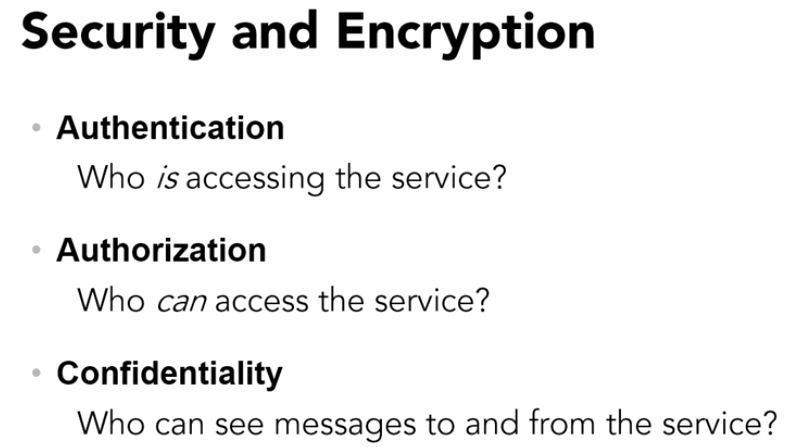 Security and Encryption
• Authentication
Who is accessing the service?
• Authorization
Who can access the service?
• Confidentiality
Who can see messages to and from the service?